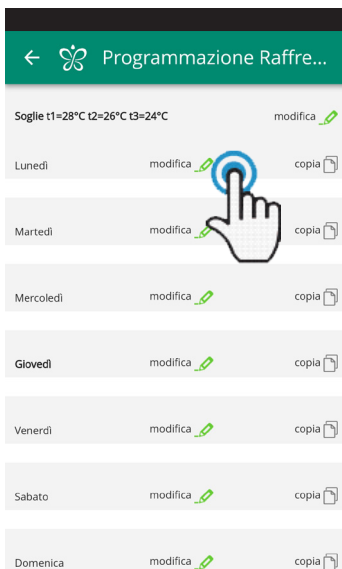 Programmazione Raffre...
Soglie t1=28°C t2=26°C t3=24°C modifica
Lunedì modifica copia
Martedì modifica copia
Mercoledì modifica copia
Giovedì modifica copia
Venerdì modifica copia
Sabato modifica copia
Domenica modifica copia